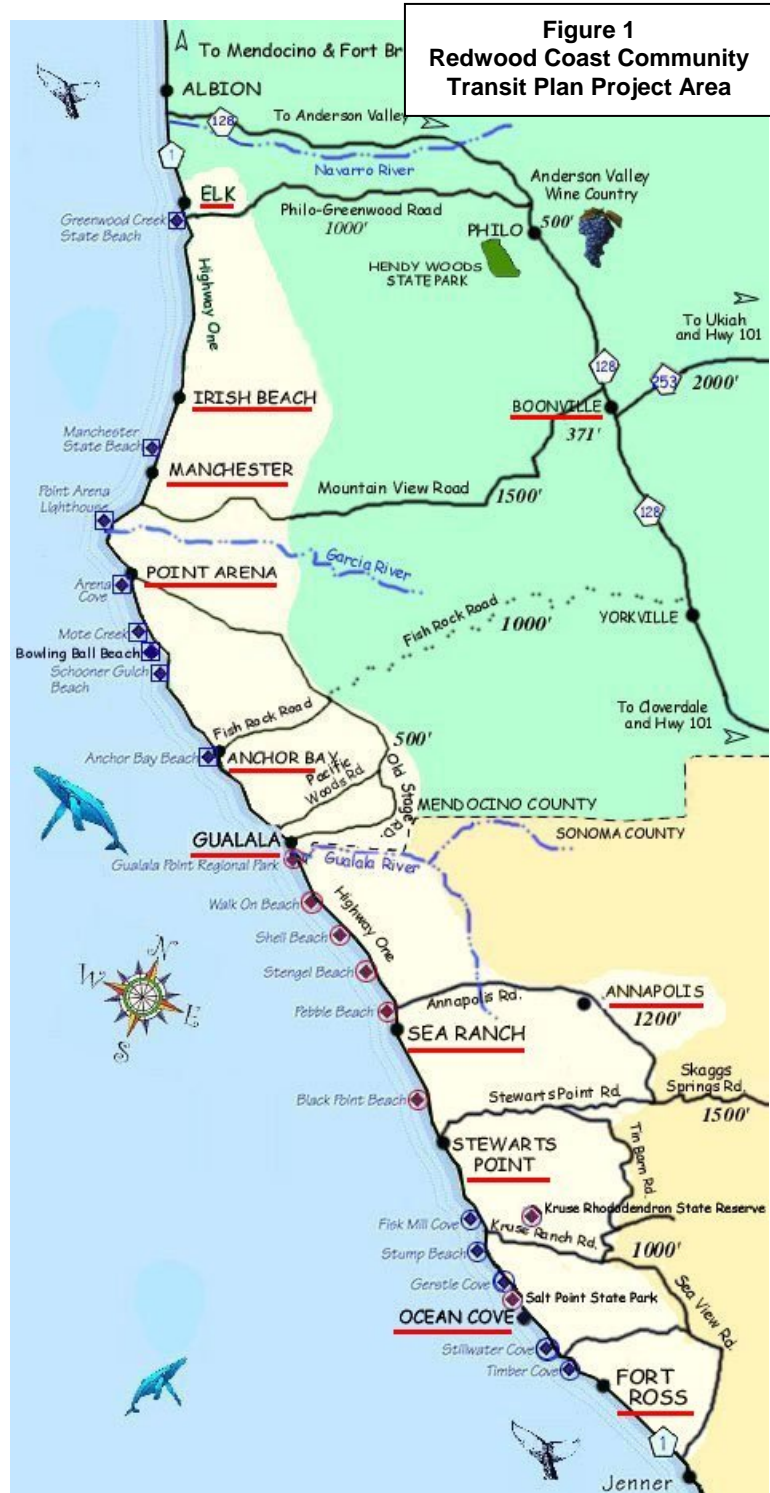 Figure 1
Redwood Coast Community
Transit Plan Project Area
To Mendocino & Fort Br
ALBION
128
To Anderson Valley
Navarro River
1
ELK
Anderson Valley
Wine Country
Greenwood Creek
State Beach
Philo-Greenwood Road
1000'
PHILO
500'
HENDY WOODS
STATE PARK
Highway One
To Ukiah
and Hwy 101
128
253
2000'
IRISH BEACH
BOONVILLE
371'
Manchester
State Beach
MANCHESTER
Mountain View Road
1500'
Point Arena
Lighthouse
128
Garcia River
POINT ARENA
Arena
Cove
Fish Rock Road
1000'
YORKVILLE
Mote Creek
Bowling Ball Beach
Schooner Gulch
Beach
To Cloverdale
and Hwy 101
Fish Rock Road
500'
Anchor Bay Beach
ANCHOR BAY
Pacific
Woods Rd
Old Stage
RD.
MENDOCINO COUNTY
SONOMA COUNTY
GUALALA
Gualala Point Regional Park
Gualala River
Walk On Beach
Highway One
Shell Beach
N
W
E
S
Stengel Beach
Annapolis Rd.
ANNAPOLIS
1200'
Pebble Beach
SEA RANCH
Skaggs
Springs Rd.
Black Point Beach
Stewarts Point Rd.
1500'
STEWARTS
POINT
Tin Barn Rd.
Kruse Rhododendron State Reserve
Fisk Mill Cove
Kruse Ranch Rd.
1000'
Stump Beach
Gerstle Cove
Salt Point State Park
Sea View Rd.
OCEAN COVE
Stillwater Cove
Timber Cove
FORT
ROSS
1
Jenner